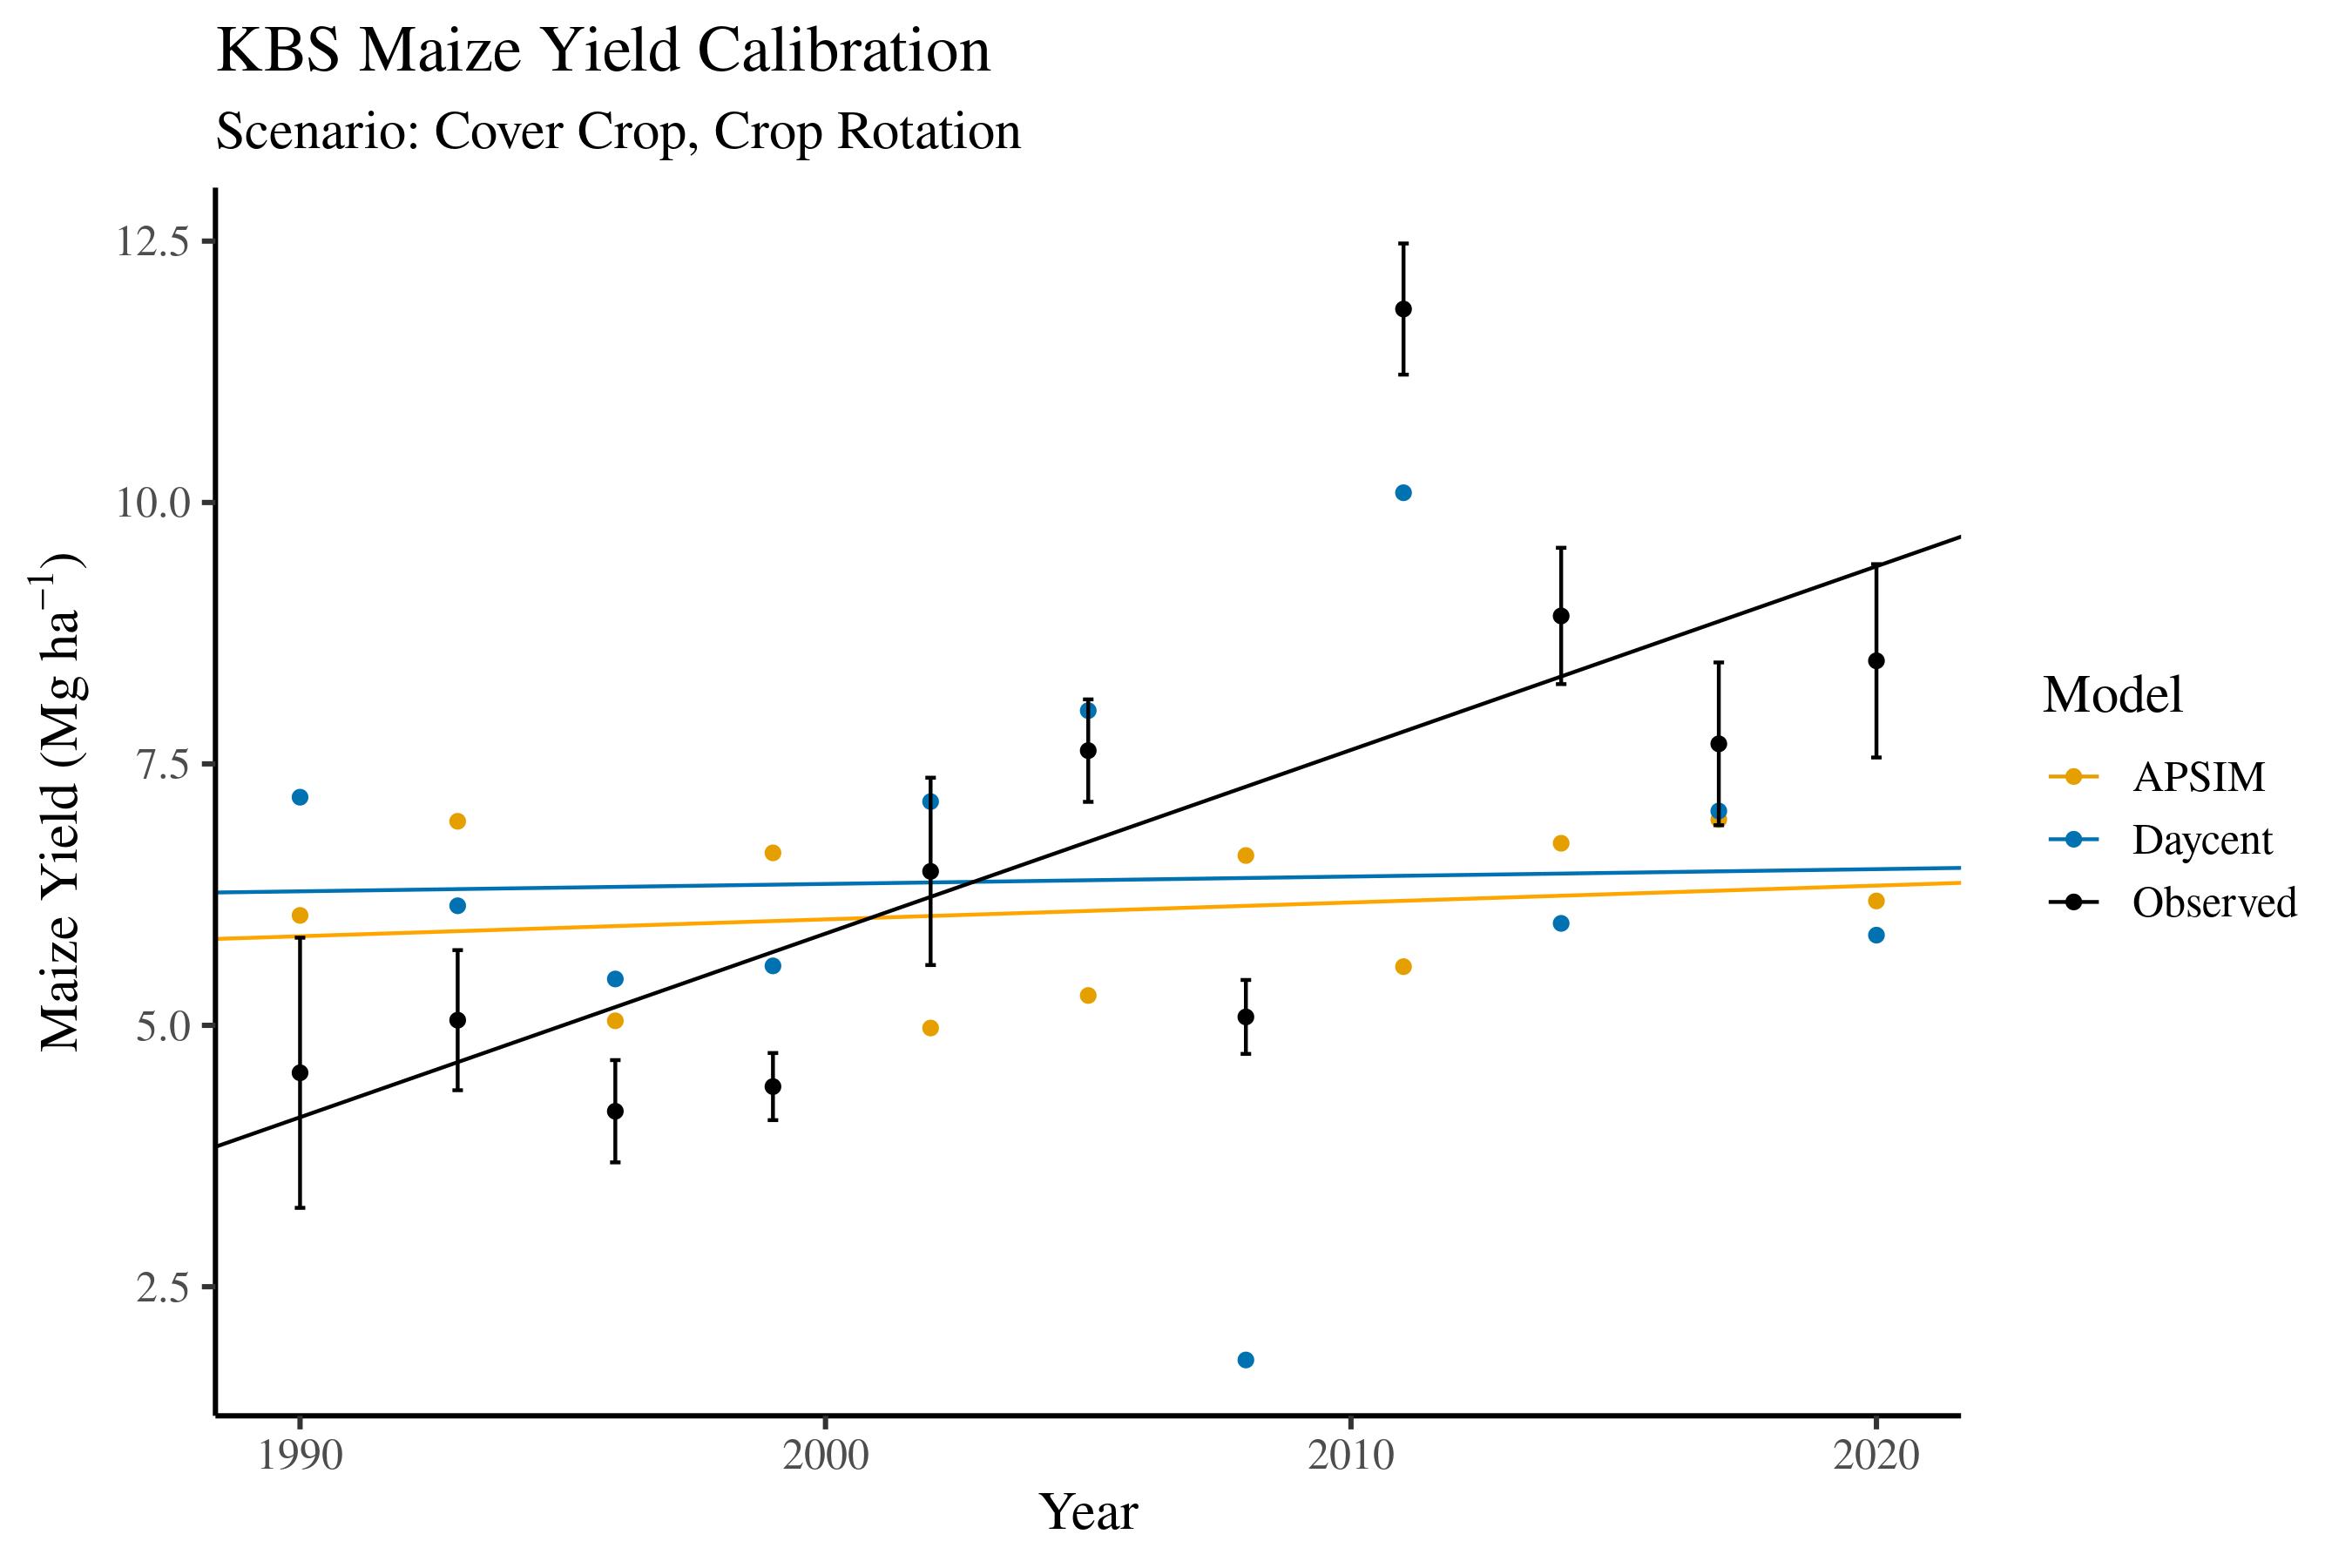 KBS Maize Yield Calibration
Scenario: Cover Crop, Crop Rotation
Maize Yield (Mg ha⁻¹)
12.5
10.0
7.5
5.0
2.5
1990
2000
2010
2020
Year
Model
APSIM
Daycent
Observed